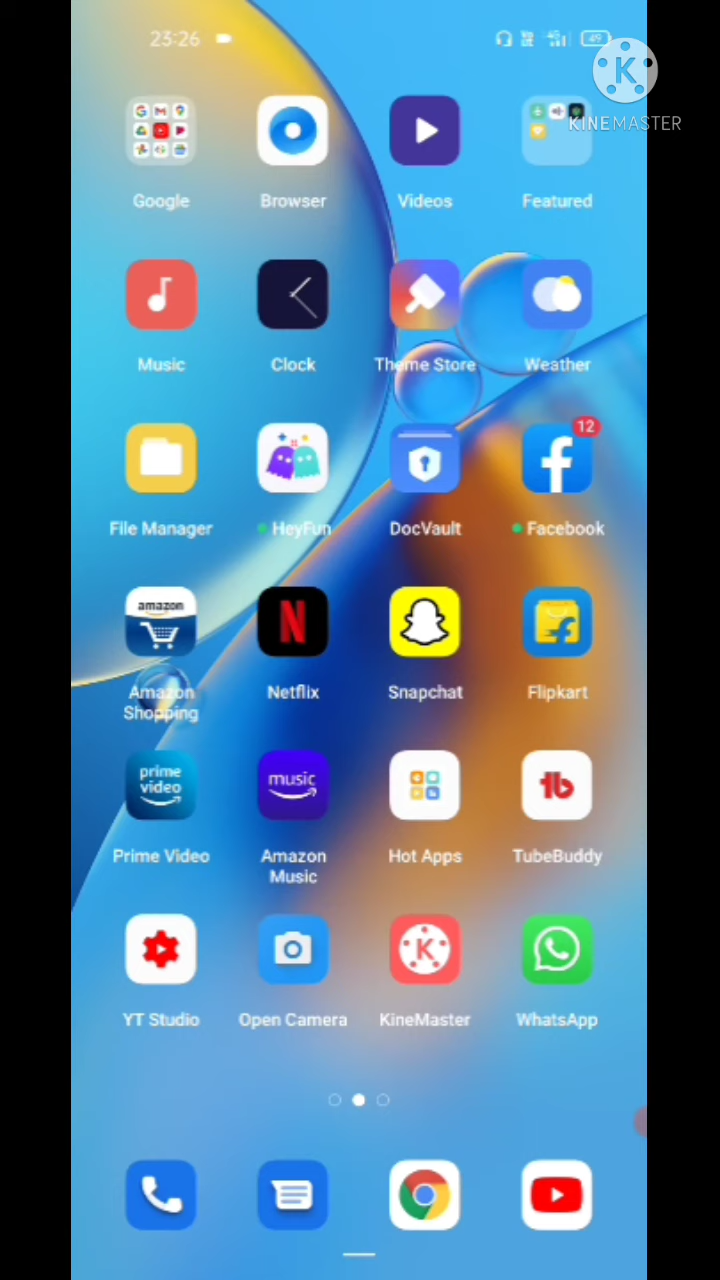 23:26
49
KINEMASTER
Google
Browser
Videos
Featured
Music
Clock
Theme Store
Weather
12
File Manager
HeyFun
DocVault
Facebook
amazon
Amazon
Shopping
Netflix
Snapchat
Flipkart
prime
video
music
Prime Video
Amazon
Music
Hot Apps
TubeBuddy
YT Studio
Open Camera
KineMaster
WhatsApp